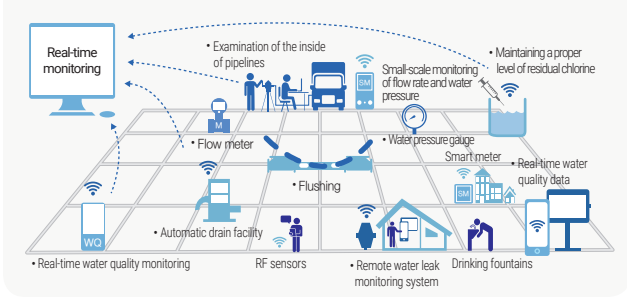 Real-time
monitoring
• Examination of the inside
of pipelines
SM
Small-scale monitoring
of flow rate and water
pressure
• Maintaining a proper
level of residual chlorine
M
• Flow meter
• Water pressure gauge
Smart meter
SM
• Real-time water
quality data
• Flushing
WQ
• Automatic drain facility
• Real-time water quality monitoring
RF sensors
• Remote water leak
monitoring system
Drinking fountains